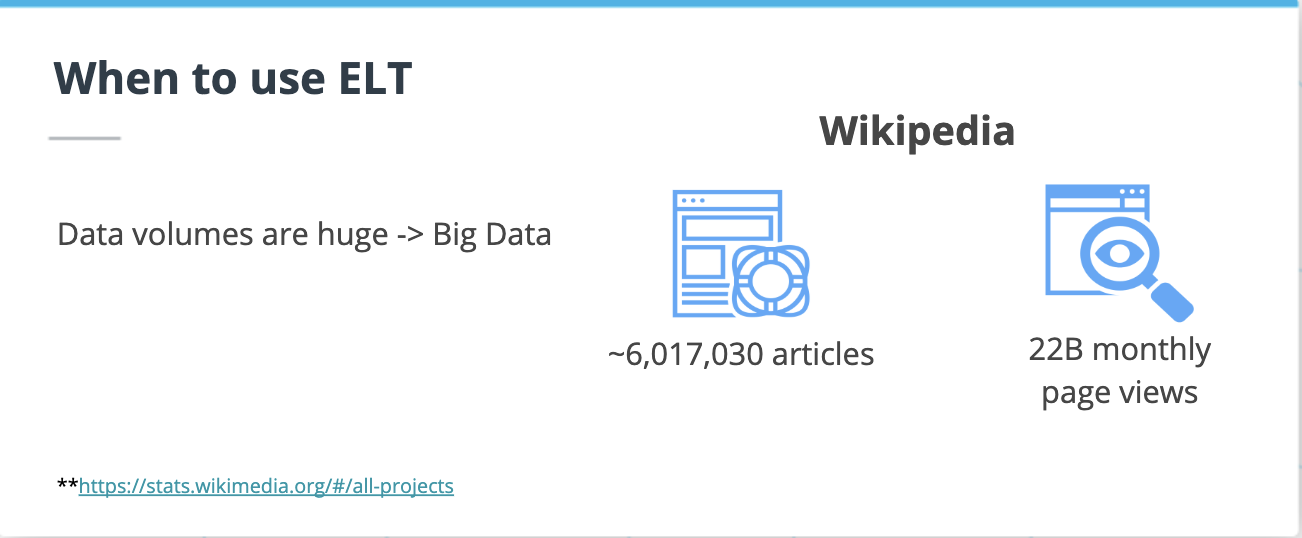 When to use ELT
Wikipedia
Data volumes are huge -> Big Data
~6,017,030 articles
22B monthly
page views
**https://stats.wikimedia.org/#/all-projects